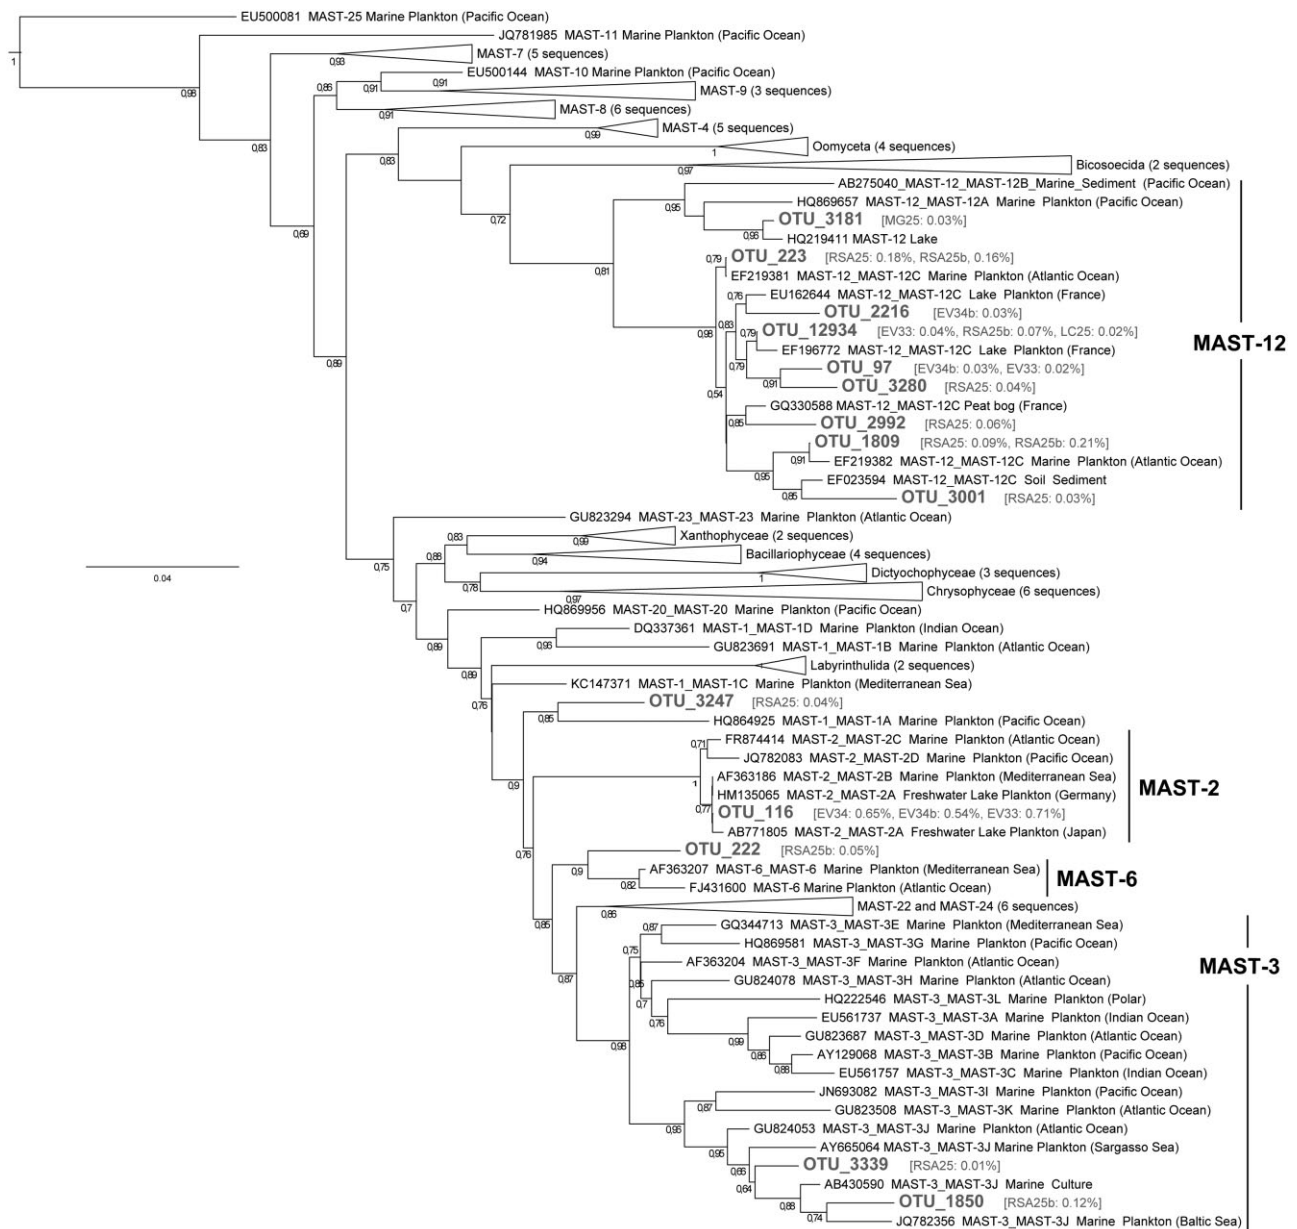 EU500081 MAST-25 Marine Plankton (Pacific Ocean)
JQ781985 MAST-11 Marine Plankton (Pacific Ocean)
1
MAST-7 (5 sequences)
0,93
EU500144 MAST-10 Marine Plankton (Pacific Ocean)
0,98
0,86
0,91
0,91
MAST-9 (3 sequences)
MAST-8 (6 sequences)
0,91
MAST-4 (5 sequences)
0,99
0,83
0,83
Oomyceta (4 sequences)
1
Bicosoecida (2 sequences)
0,97
AB275040_MAST-12_MAST-12B_Marine_Sediment (Pacific Ocean)
HQ869657 MAST-12_MAST-12A Marine Plankton (Pacific Ocean)
0,95
OTU_3181 [MG25: 0.03%]
0,72
0,69
0,96
HQ219411 MAST-12 Lake
0,79
OTU_223 [RSA25: 0.18%, RSA25b, 0.16%]
0,81
EF219381 MAST-12_MAST-12C Marine Plankton (Atlantic Ocean)
0,76
EU162644 MAST-12_MAST-12C Lake Plankton (France)
OTU_2216 [EV34b: 0.03%]
0,98
0,83
0,79
OTU_12934 [EV33: 0.04%, RSA25b: 0.07%, LC25: 0.02%]
MAST-12
EF196772 MAST-12_MAST-12C Lake Plankton (France)
0,89
0,79
OTU_97 [EV34b: 0.03%, EV33: 0.02%]
0,91
OTU_3280 [RSA25: 0.04%]
0,54
GQ330588 MAST-12_MAST-12C Peat bog (France)
0,85
OTU_2992 [RSA25: 0.06%]
OTU_1809 [RSA25: 0.09%, RSA25b: 0.21%]
0,91
EF219382 MAST-12_MAST-12C Marine Plankton (Atlantic Ocean)
0,95
EF023594 MAST-12_MAST-12C Soil Sediment
0,85
OTU_3001 [RSA25: 0.03%]
GU823294 MAST-23_MAST-23 Marine Plankton (Atlantic Ocean)
0,83
0,99
Xanthophyceae (2 sequences)
0,88
0,94
Bacillariophyceae (4 sequences)
0,75
0.04
1
Dictyochophyceae (3 sequences)
0,78
0,97
Chrysophyceae (6 sequences)
0,7
HQ869956 MAST-20_MAST-20 Marine Plankton (Pacific Ocean)
DQ337361 MAST-1_MAST-1D Marine Plankton (Indian Ocean)
0,89
0,96
GU823691 MAST-1_MAST-1B Marine Plankton (Atlantic Ocean)
0,89
Labyrinthulida (2 sequences)
KC147371 MAST-1_MAST-1C Marine Plankton (Mediterranean Sea)
0,76
OTU_3247 [RSA25: 0.04%]
0,85
HQ864925 MAST-1_MAST-1A Marine Plankton (Pacific Ocean)
0,71
FR874414 MAST-2_MAST-2C Marine Plankton (Atlantic Ocean)
JQ782083 MAST-2_MAST-2D Marine Plankton (Pacific Ocean)
0,9
1
AF363186 MAST-2_MAST-2B Marine Plankton (Mediterranean Sea)
MAST-2
HM135065 MAST-2_MAST-2A Freshwater Lake Plankton (Germany)
0,77
OTU_116 [EV34: 0.65%, EV34b: 0.54%, EV33: 0.71%]
AB771805 MAST-2_MAST-2A Freshwater Lake Plankton (Japan)
0,76
OTU_222 [RSA25b: 0.05%]
0,9
AF363207 MAST-6_MAST-6 Marine Plankton (Mediterranean Sea)
MAST-6
0,82
FJ431600 MAST-6 Marine Plankton (Atlantic Ocean)
0,86
MAST-22 and MAST-24 (6 sequences)
0,85
0,87
GQ344713 MAST-3_MAST-3E Marine Plankton (Mediterranean Sea)
HQ869581 MAST-3_MAST-3G Marine Plankton (Pacific Ocean)
0,75
AF363204 MAST-3_MAST-3F Marine Plankton (Atlantic Ocean)
MAST-3
0,87
0,85
GU824078 MAST-3_MAST-3H Marine Plankton (Atlantic Ocean)
0,7
HQ222546 MAST-3_MAST-3L Marine Plankton (Polar)
0,76
EU561737 MAST-3_MAST-3A Marine Plankton (Indian Ocean)
0,99
GU823687 MAST-3_MAST-3D Marine Plankton (Atlantic Ocean)
0,98
0,86
AY129068 MAST-3_MAST-3B Marine Plankton (Pacific Ocean)
0,88
EU561757 MAST-3_MAST-3C Marine Plankton (Indian Ocean)
JN693082 MAST-3_MAST-3I Marine Plankton (Pacific Ocean)
0,87
GU823508 MAST-3_MAST-3K Marine Plankton (Atlantic Ocean)
GU824053 MAST-3_MAST-3J Marine Plankton (Atlantic Ocean)
0,96
AY665064 MAST-3_MAST-3J Marine Plankton (Sargasso Sea)
0,95
OTU_3339 [RSA25: 0.01%]
0,66
AB430590 MAST-3_MAST-3J Marine Culture
0,64
OTU_1850 [RSA25b: 0.12%]
0,88
0,74
JQ782356 MAST-3_MAST-3J Marine Plankton (Baltic Sea)